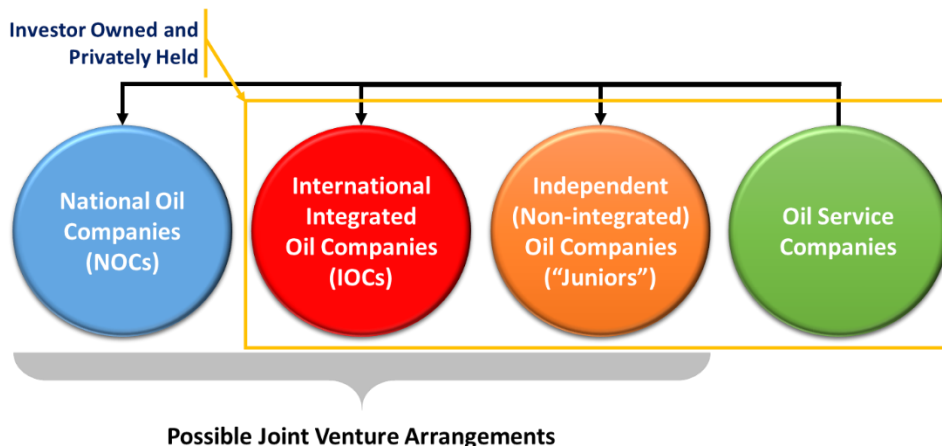 Investor Owned and
Privately Held
National Oil
Companies
(NOCs)
International
Integrated
Oil Companies
(IOCs)
Independent
(Non-integrated)
Oil Companies
(“Juniors”)
Oil Service
Companies
Possible Joint Venture Arrangements